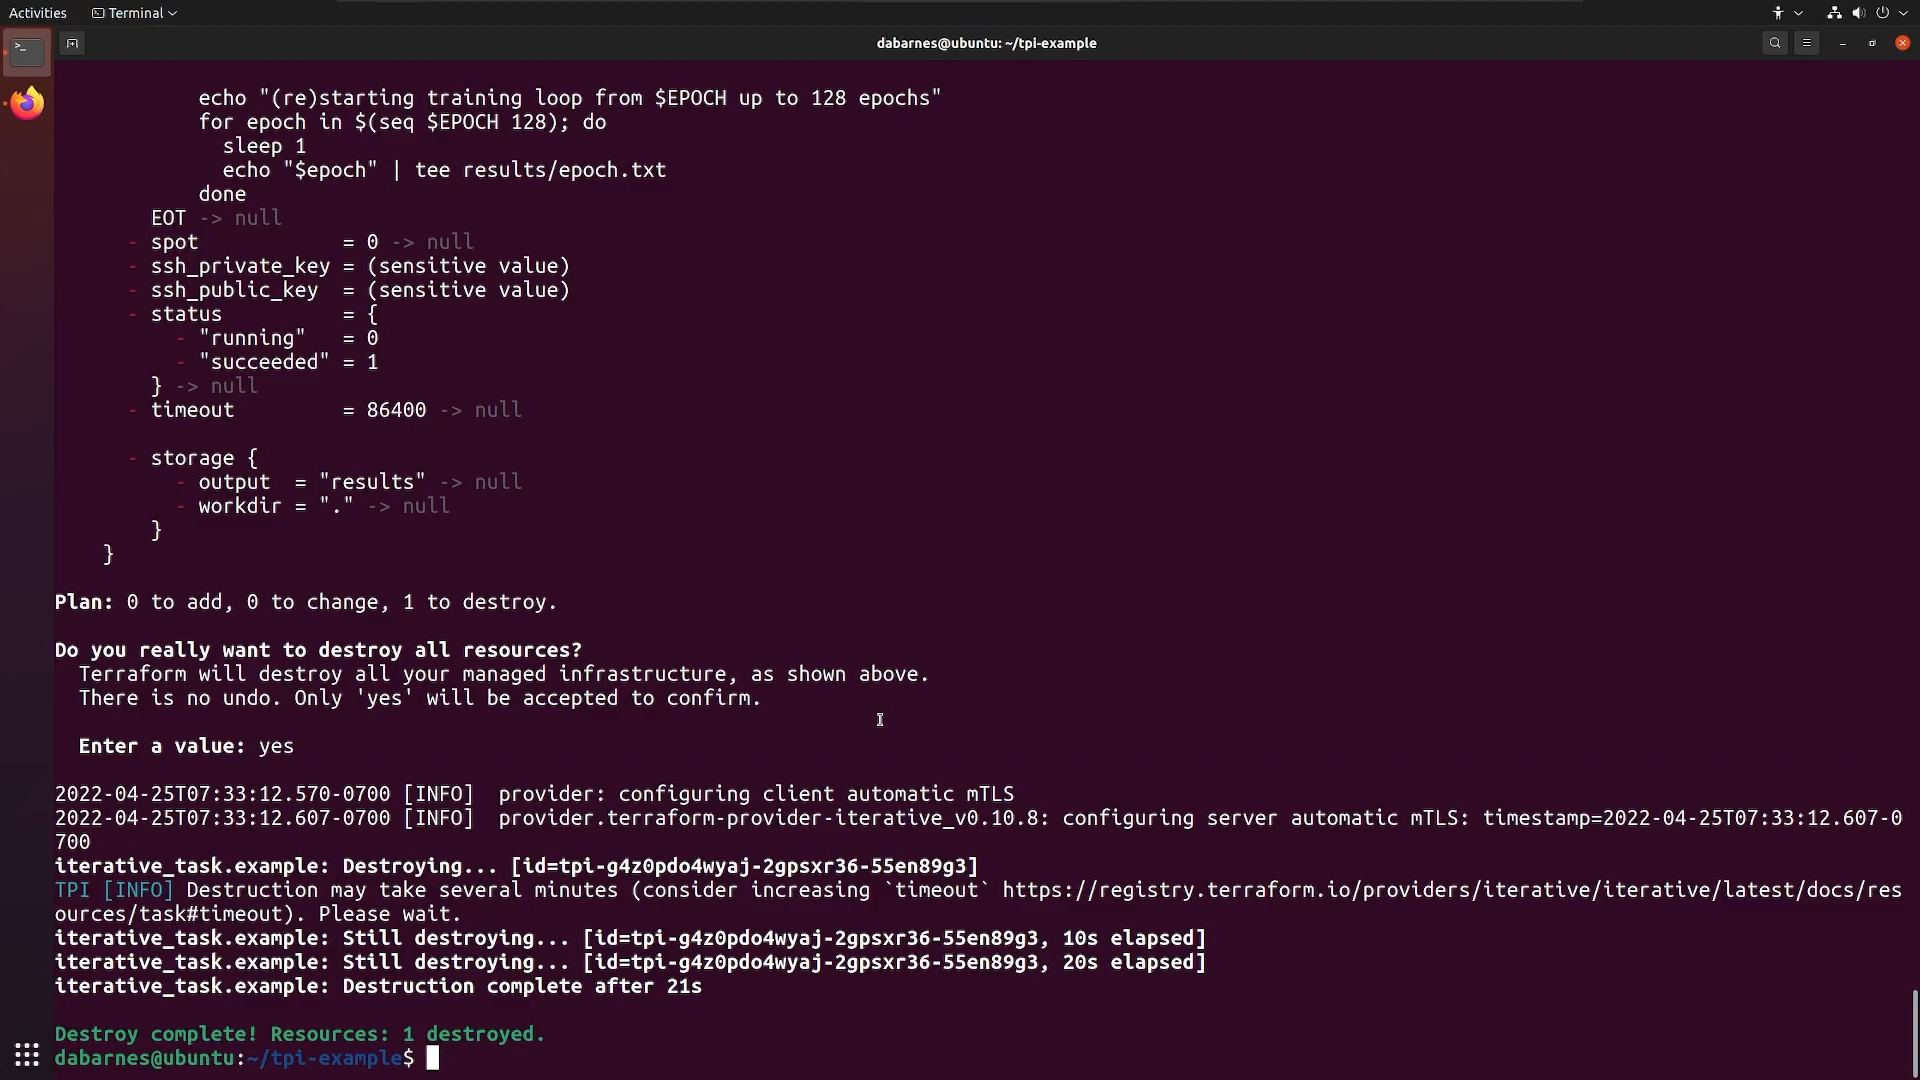 Activities
Terminal
dabarnes@ubuntu: ~/tpi-example
echo "(re)starting training loop from $EPOCH up to 128 epochs"
for epoch in $(seq $EPOCH 128); do
sleep 1
echo "$epoch" | tee results/epoch.txt
done
EOT -> null
- spot = 0 -> null
- ssh_private_key = (sensitive value)
- ssh_public_key = (sensitive value)
- status = {
- "running" = 0
- "succeeded" = 1
} -> null
- timeout = 86400 -> null
- storage {
- output = "results" -> null
- workdir = "." -> null
}
}
Plan: 0 to add, 0 to change, 1 to destroy.
Do you really want to destroy all resources?
Terraform will destroy all your managed infrastructure, as shown above.
There is no undo. Only 'yes' will be accepted to confirm.
Enter a value: yes
2022-04-25T07:33:12.570-0700 [INFO]  provider: configuring client automatic mTLS
2022-04-25T07:33:12.607-0700 [INFO]  provider.terraform-provider-iterative_v0.10.8: configuring server automatic mTLS: timestamp=2022-04-25T07:33:12.607-0
700
iterative_task.example: Destroying... [id=tpi-g4z0pdo4wyaj-2gpsxr36-55en89g3]
TPI [INFO] Destruction may take several minutes (consider increasing `timeout` https://registry.terraform.io/providers/iterative/iterative/latest/docs/res
ources/task#timeout). Please wait.
iterative_task.example: Still destroying... [id=tpi-g4z0pdo4wyaj-2gpsxr36-55en89g3, 10s elapsed]
iterative_task.example: Still destroying... [id=tpi-g4z0pdo4wyaj-2gpsxr36-55en89g3, 20s elapsed]
iterative_task.example: Destruction complete after 21s
Destroy complete! Resources: 1 destroyed.
dabarnes@ubuntu:~/tpi-example$